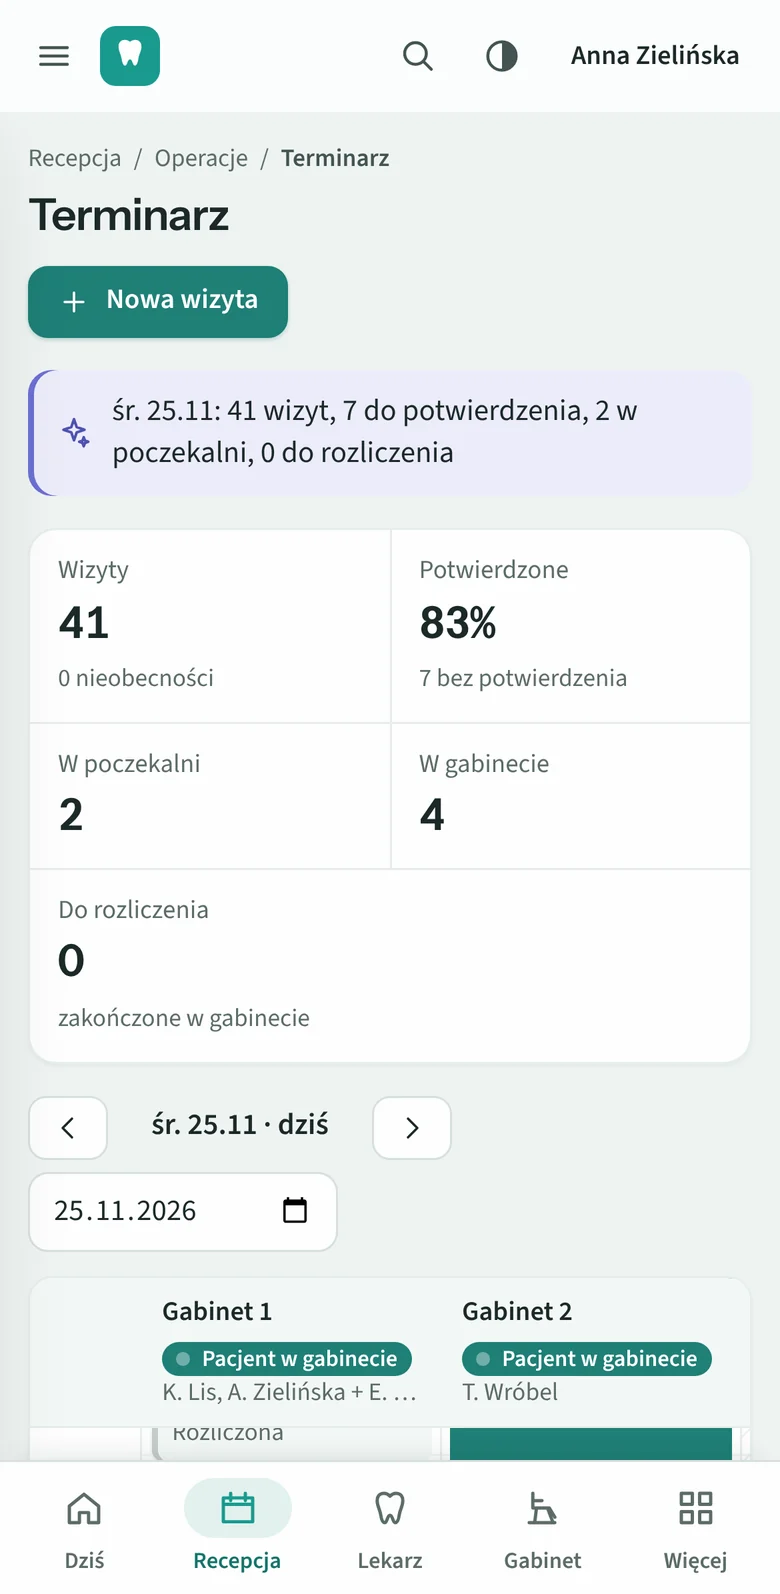 Anna Zielińska
Recepcja / Operacje / Terminarz
Terminarz
Nowa wizyta
śr. 25.11: 41 wizyt, 7 do potwierdzenia, 2 w
poczekalni, 0 do rozliczenia
Wizyty
41
0 nieobecności
Potwierdzone
83%
7 bez potwierdzenia
W poczekalni
2
W gabinecie
4
Do rozliczenia
0
zakończone w gabinecie
śr. 25.11 · dziś
25.11.2026
Gabinet 1
Pacjent w gabinecie
K. Lis, A. Zielińska + E. …
Gabinet 2
Pacjent w gabinecie
T. Wróbel
Rozliczona
Dziś
Recepcja
Lekarz
Gabinet
Więcej